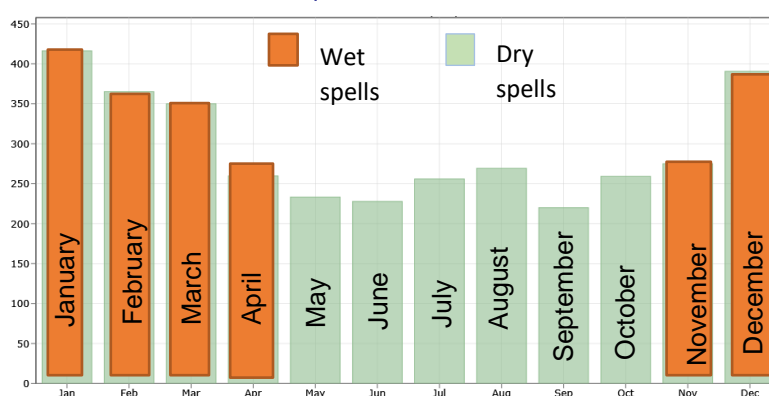 450
400
350
300
250
200
150
100
50
0
Wet
spells
Dry
spells
January
February
March
April
May
June
July
August
September
October
November
December
Jan
Feb
Mar
Apr
May
Jun
Jul
Aug
Sep
Oct
Nov
Dec